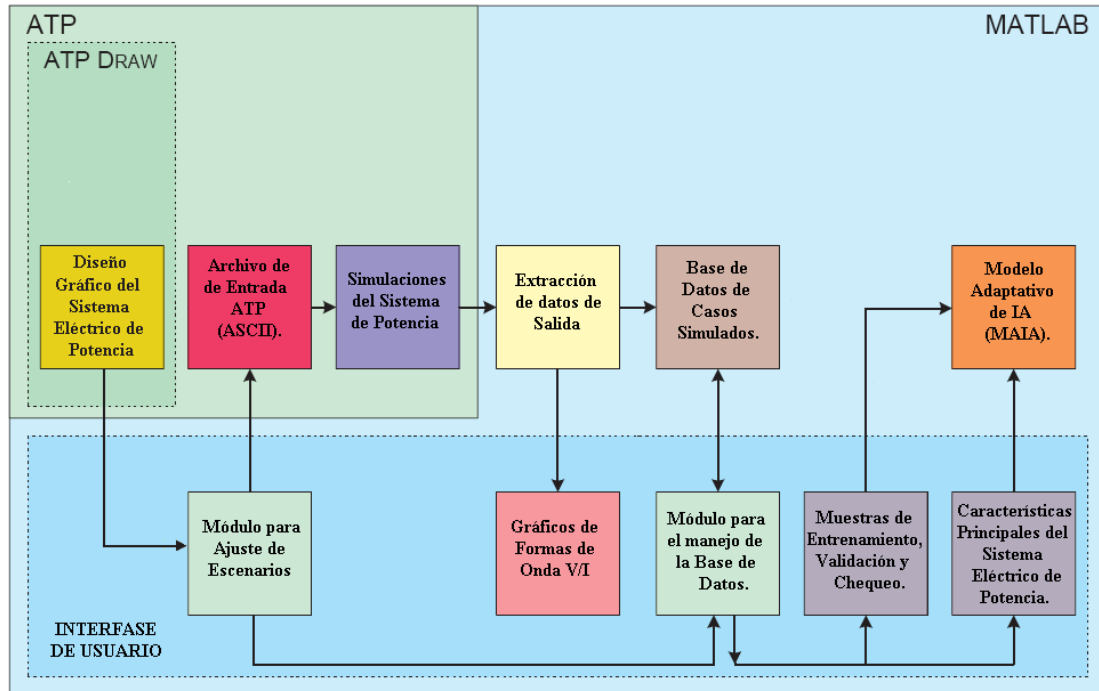 ATP
MATLAB
ATP DRAW
Diseño
Gráfico del
Sistema
Eléctrico de
Potencia
Archivo de
de Entrada
ATP
(ASCII).
Simulaciones
del Sistema
de Potencia
Extracción
de datos de
Salida
Base de
Datos de
Casos
Simulados.
Modelo
Adaptativo
de IA
(MAIA).
Módulo para
Ajuste de
Escenarios
Gráficos de
Formas de
Onda V/I
Módulo para
el manejo de
la Base de
Datos.
Muestras de
Entrenamiento,
Validación y
Chequeo.
Características
Principales del
Sistema
Eléctrico de
Potencia.
INTERFASE
DE USUARIO